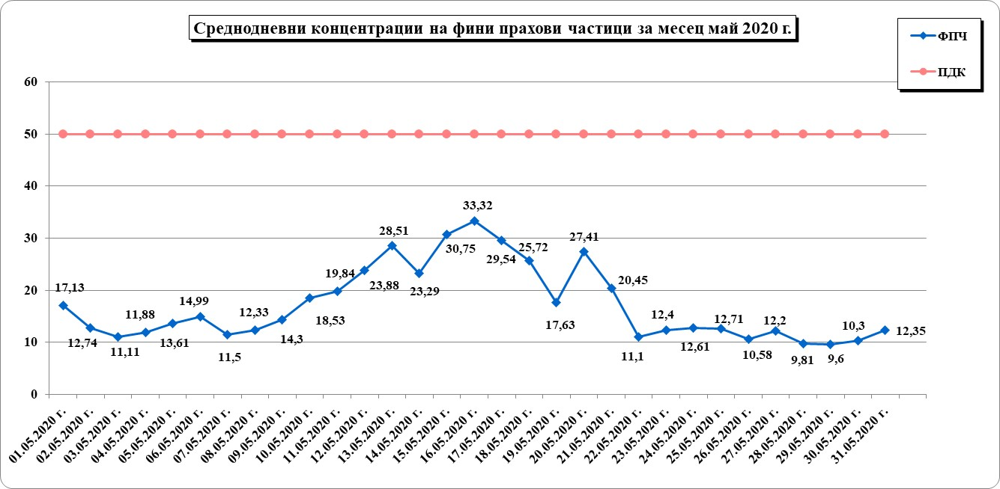 Среднодневни концентрации на фини прахови частици за месец май 2020 г.
ФПЧ
ПДК
60
50
40
30
20
10
0
17,13
12,74
11,11
11,88
13,61
14,99
11,5
12,33
14,3
18,53
19,84
23,88
28,51
23,29
30,75
33,32
29,54
25,72
17,63
27,41
20,45
11,1
12,4
12,61
12,71
10,58
12,2
9,81
9,6
10,3
12,35
01.05.2020 г.
02.05.2020 г.
03.05.2020 г.
04.05.2020 г.
05.05.2020 г.
06.05.2020 г.
07.05.2020 г.
08.05.2020 г.
09.05.2020 г.
10.05.2020 г.
11.05.2020 г.
12.05.2020 г.
13.05.2020 г.
14.05.2020 г.
15.05.2020 г.
16.05.2020 г.
17.05.2020 г.
18.05.2020 г.
19.05.2020 г.
20.05.2020 г.
21.05.2020 г.
22.05.2020 г.
23.05.2020 г.
24.05.2020 г.
25.05.2020 г.
26.05.2020 г.
27.05.2020 г.
28.05.2020 г.
29.05.2020 г.
30.05.2020 г.
31.05.2020 г.